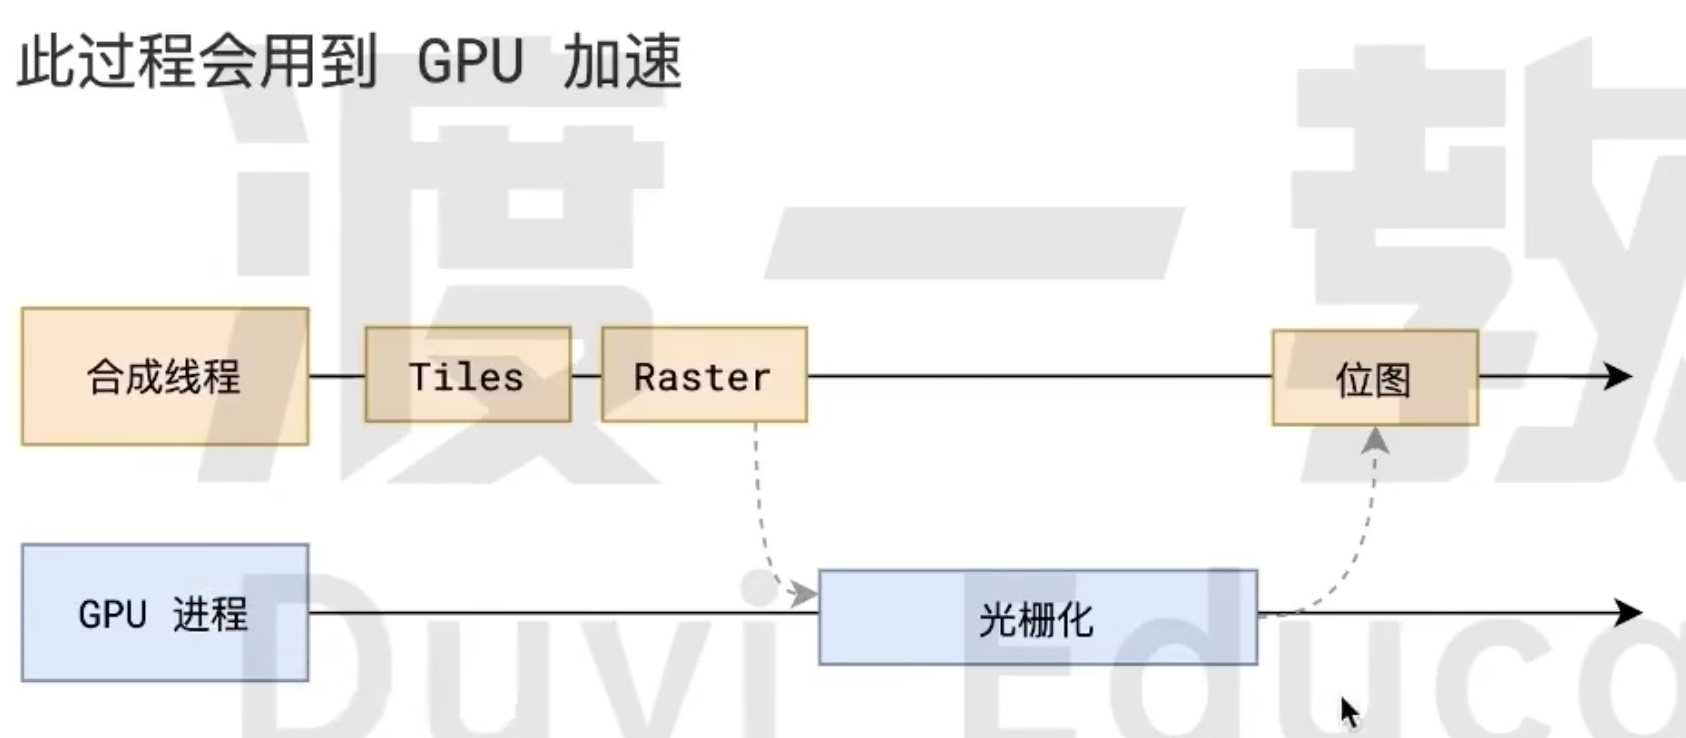 此过程会用到 GPU 加速
合成线程
Tiles
Raster
位图
GPU 进程
光栅化
渡一教
Duyi Educa